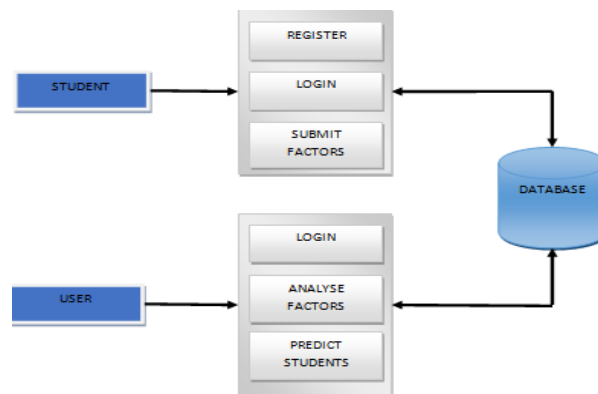 REGISTER
STUDENT
LOGIN
SUBMIT
FACTORS
DATABASE
LOGIN
USER
ANALYSE
FACTORS
PREDICT
STUDENTS